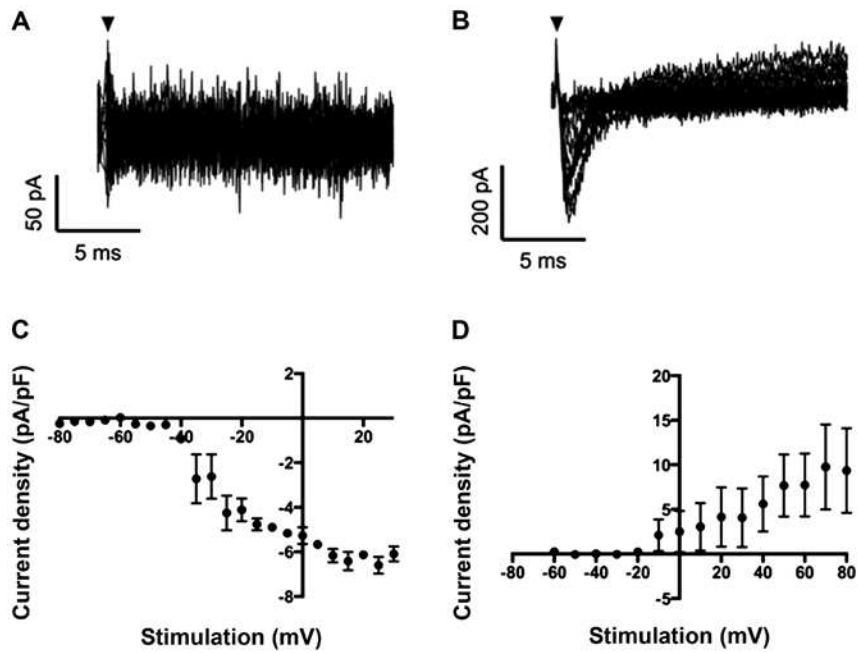 A
B
50 pA
5 ms
200 pA
5 ms
C
D
Current density (pA/pF)
2
-80
-60
-40
-20
20
-2
-4
-6
-8
Stimulation (mV)
Current density (pA/pF)
20
15
10
5
-80
-60
-40
-20
20
40
60
80
-5
Stimulation (mV)